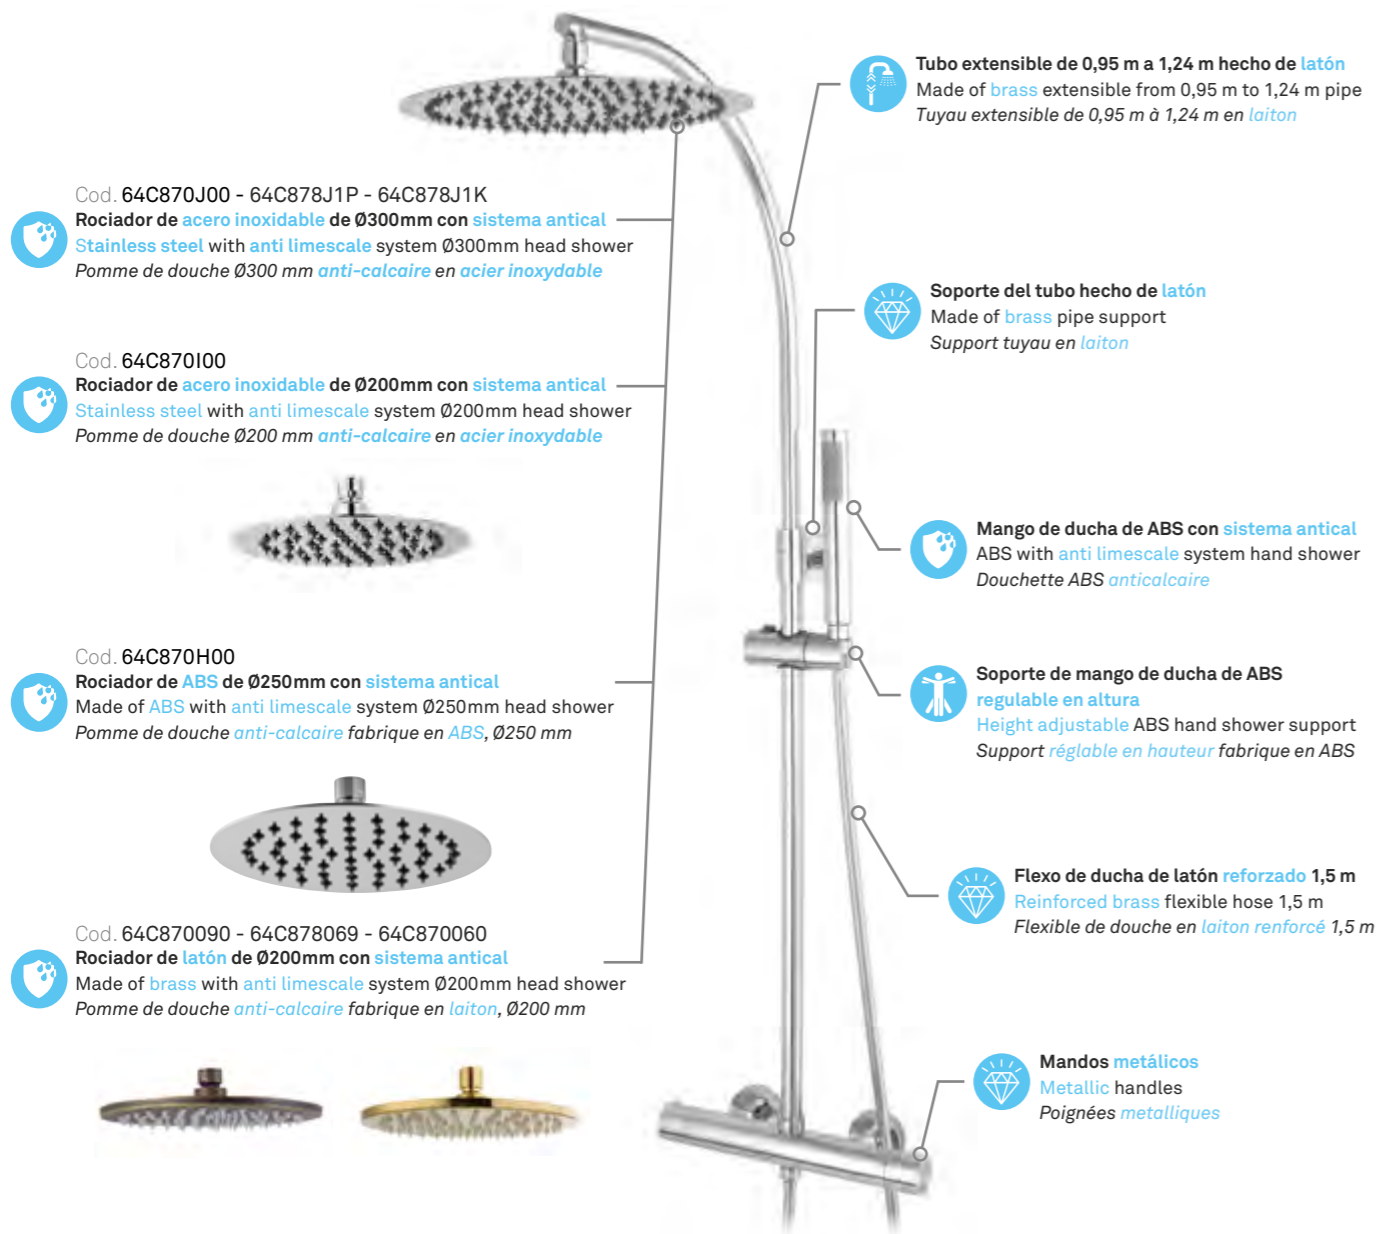 Cod. 64C870J00 - 64C878J1P - 64C878J1K
Rociador de acero inoxidable de Ø300mm con sistema antical
Stainless steel with anti limescale system Ø300mm head shower
Pomme de douche Ø300 mm anti-calcaire en acier inoxydable
Cod. 64C870I00
Rociador de acero inoxidable de Ø200mm con sistema antical
Stainless steel with anti limescale system Ø200mm head shower
Pomme de douche Ø200 mm anti-calcaire en acier inoxydable
Cod. 64C870H00
Rociador de ABS de Ø250mm con sistema antical
Made of ABS with anti limescale system Ø250mm head shower
Pomme de douche anti-calcaire fabrique en ABS, Ø250 mm
Cod. 64C870090 - 64C878069 - 64C870060
Rociador de latón de Ø200mm con sistema antical
Made of brass with anti limescale system Ø200mm head shower
Pomme de douche anti-calcaire fabrique en laiton, Ø200 mm
Tubo extensible de 0,95 m a 1,24 m hecho de latón
Made of brass extensible from 0,95 m to 1,24 m pipe
Tuyau extensible de 0,95 m à 1,24 m en laiton
Soporte del tubo hecho de latón
Made of brass pipe support
Support tuyau en laiton
Mango de ducha de ABS con sistema antical
ABS with anti limescale system hand shower
Douchette ABS anticalcaire
Soporte de mango de ducha de ABS
regulable en altura
Height adjustable ABS hand shower support
Support réglable en hauteur fabrique en ABS
Flexo de ducha de latón reforzado 1,5 m
Reinforced brass flexible hose 1,5 m
Flexible de douche en laiton renforcé 1,5 m
Mandos metálicos
Metallic handles
Poignées metalliques